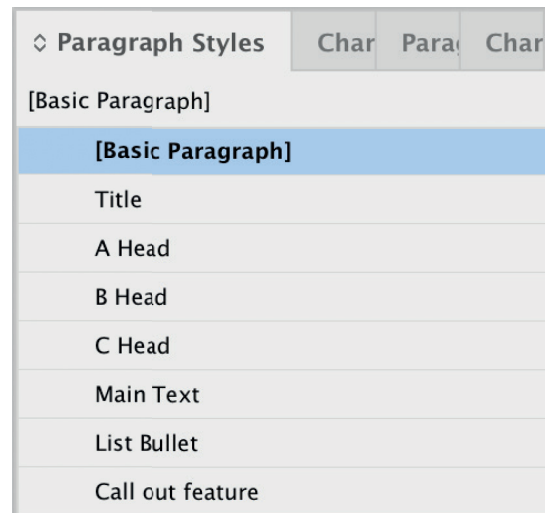 Paragraph Styles Char Para Char
[Basic Paragraph]
[Basic Paragraph]
Title
A Head
B Head
C Head
Main Text
List Bullet
Call out feature